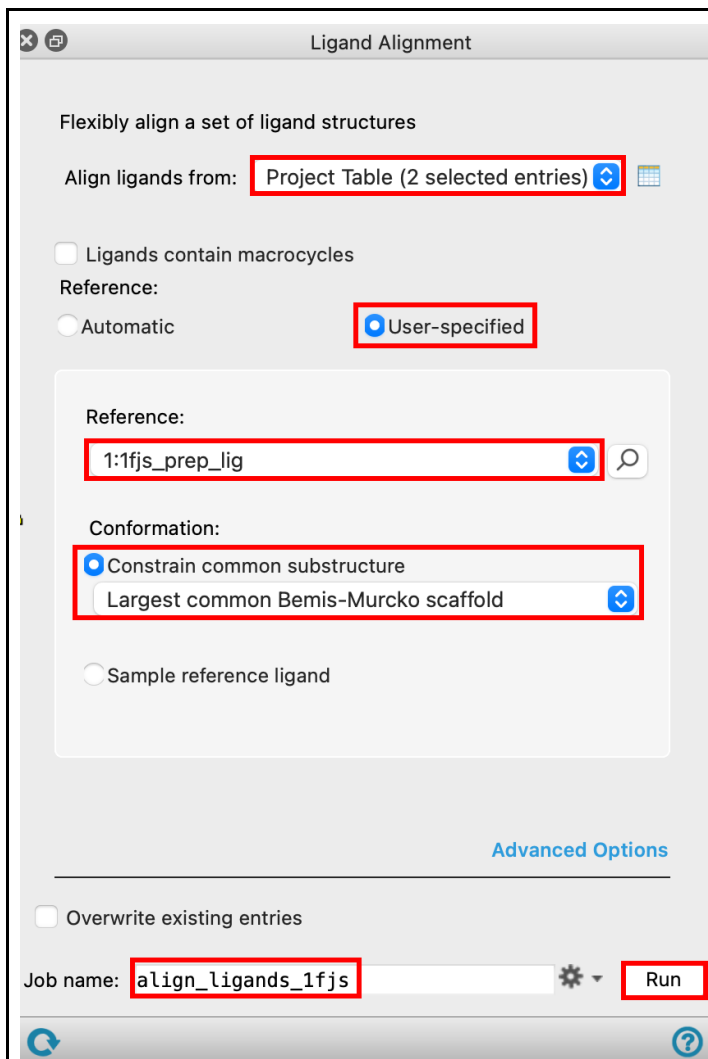 Ligand Alignment
Flexibly align a set of ligand structures
Align ligands from: Project Table (2 selected entries)
Ligands contain macrocycles
Reference:
Automatic User-specified
Reference:
1:1fjs_prep_lig
Conformation:
Constrain common substructure
Largest common Bemis-Murcko scaffold
Sample reference ligand
Advanced Options
Overwrite existing entries
Job name: align_ligands_1fjs Run
?